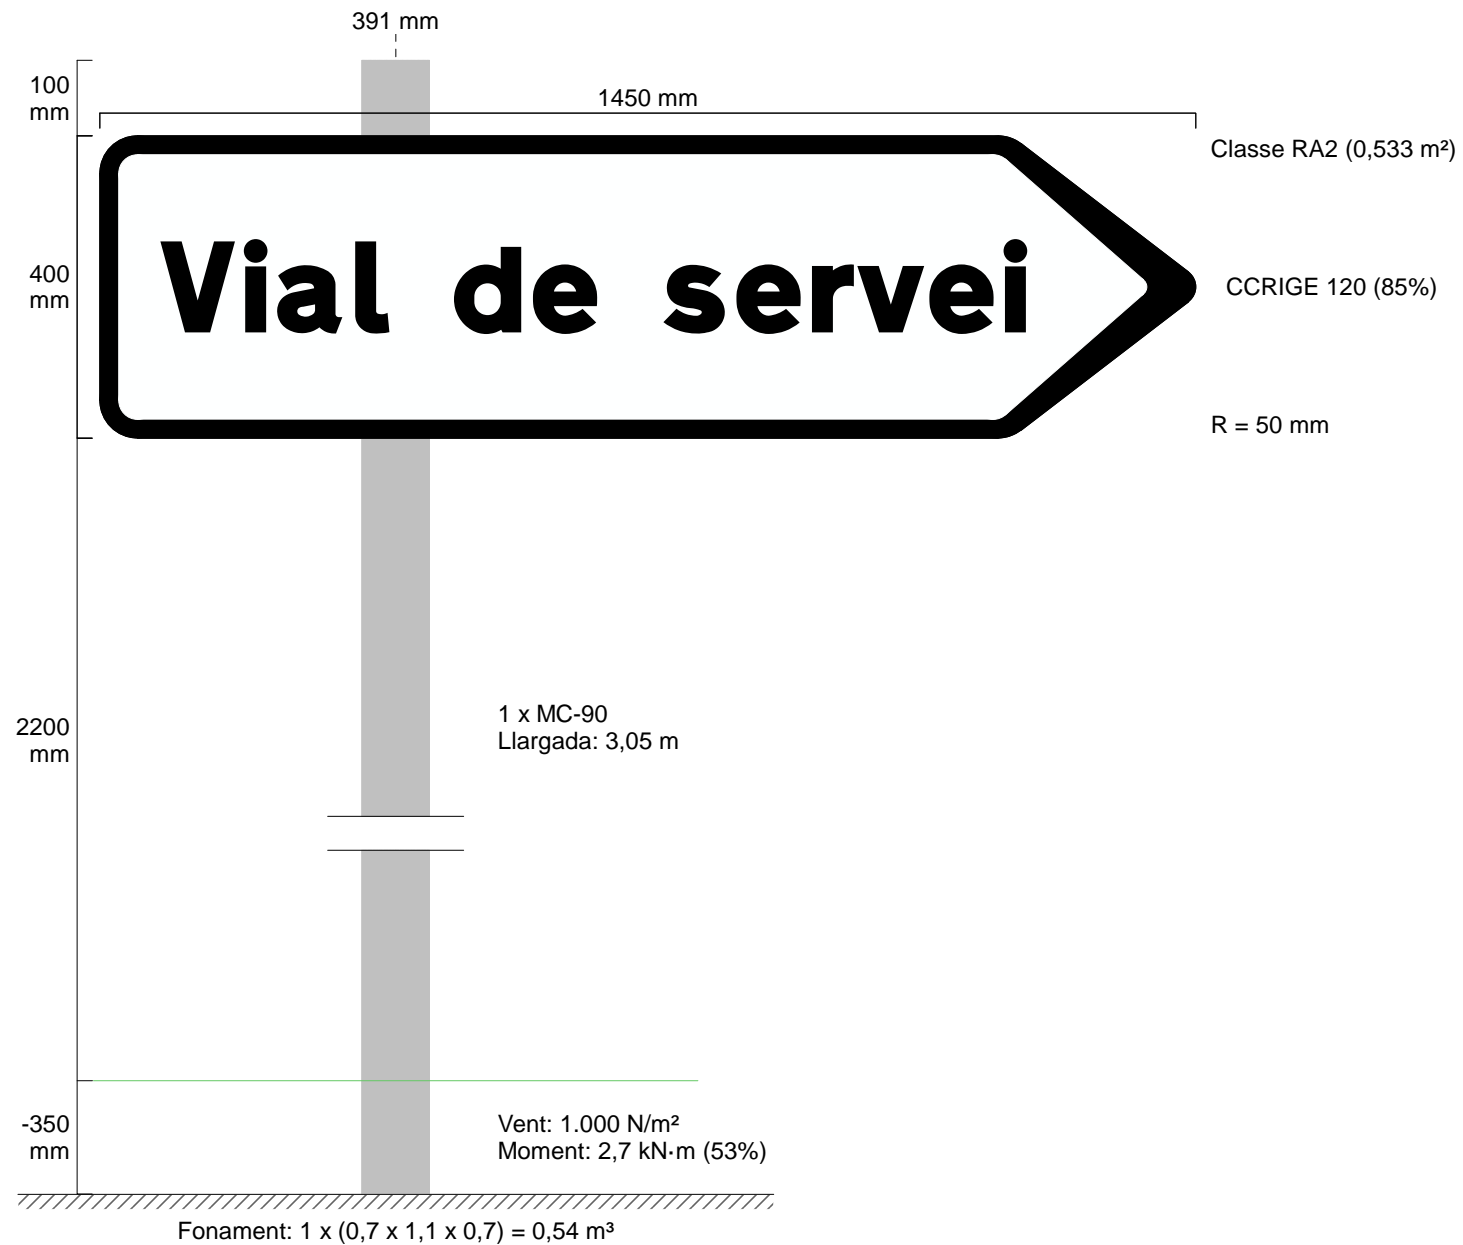 391 mm
100
mm
1450 mm
Classe RA2 (0,533 m²)
Vial de servei
400
mm
CCRIGE 120 (85%)
R = 50 mm
2200
mm
1 x MC-90
Llargada: 3,05 m
-350
mm
Vent: 1.000 N/m²
Moment: 2,7 kN·m (53%)
Fonament: 1 x (0,7 x 1,1 x 0,7) = 0,54 m³